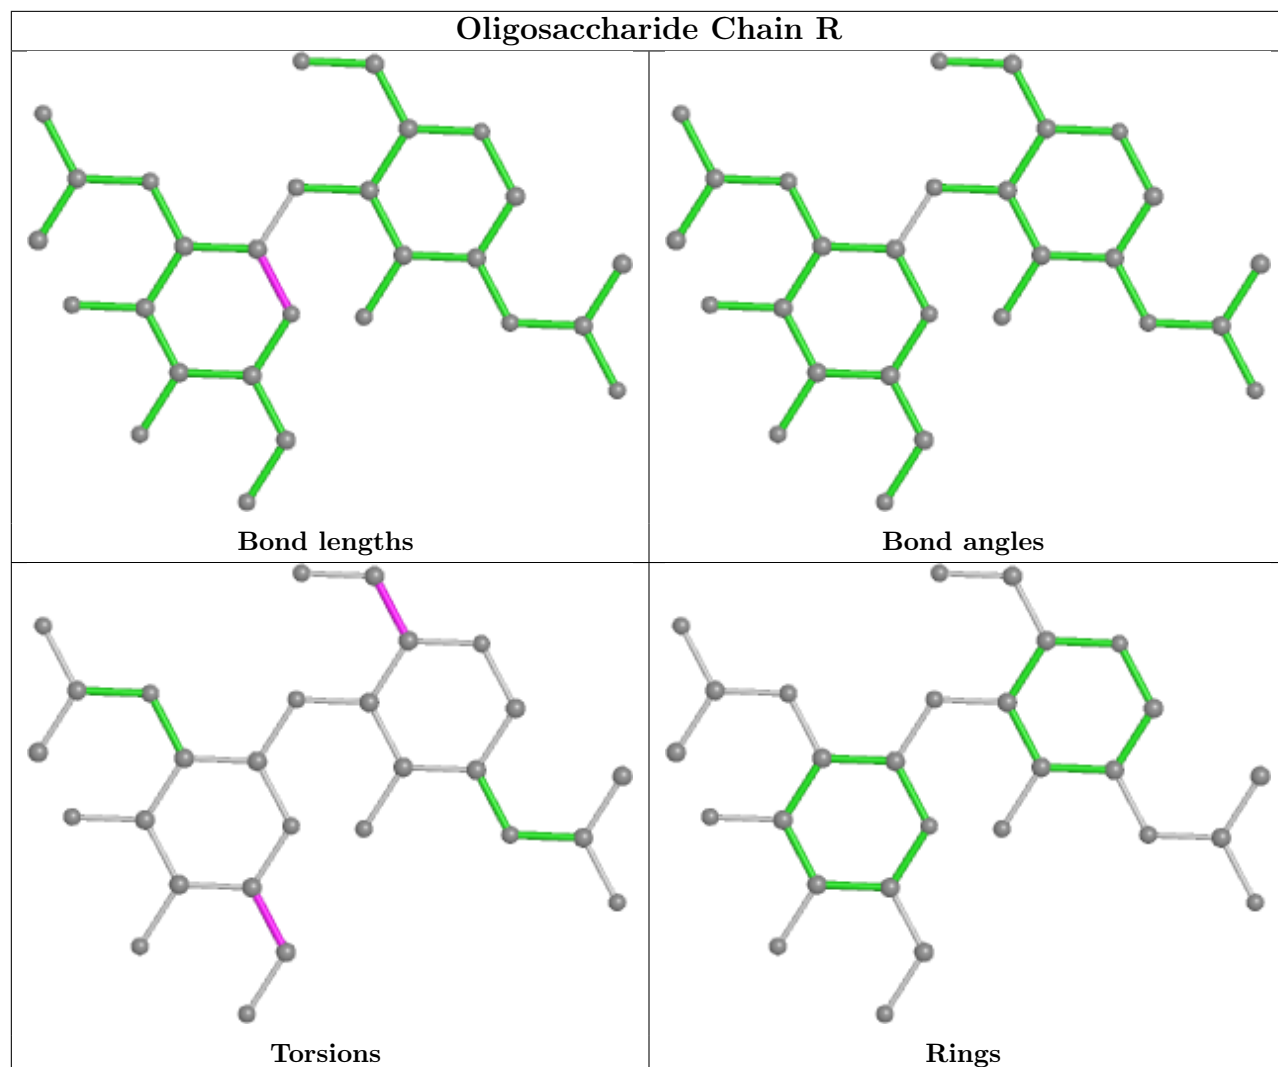 Oligosaccharide Chain R
Bond lengths
Bond angles
Torsions
Rings